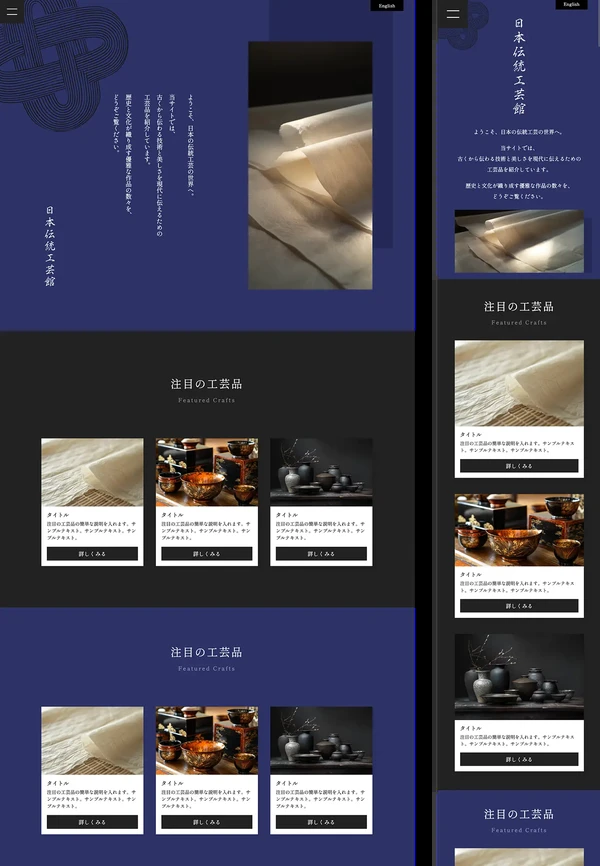 English
ようこそ、日本の伝統工芸の世界へ。
当サイトでは、
古くから伝わる技術と美しさを現代に伝えるための
工芸品を紹介しています。
歴史と文化が織り成す優雅な作品の数々を、
どうぞご覧ください。
日本伝統工芸館
注目の工芸品
Featured Crafts
タイトル
注目の工芸品の簡単な説明を入れます。サ
ンプルテキスト。サンプルテキスト。サン
プルテキスト。
詳しくみる
タイトル
注目の工芸品の簡単な説明を入れます。サ
ンプルテキスト。サンプルテキスト。サン
プルテキスト。
詳しくみる
タイトル
注目の工芸品の簡単な説明を入れます。サ
ンプルテキスト。サンプルテキスト。サン
プルテキスト。
詳しくみる
注目の工芸品
Featured Crafts
タイトル
注目の工芸品の簡単な説明を入れます。サ
ンプルテキスト。サンプルテキスト。サン
プルテキスト。
詳しくみる
タイトル
注目の工芸品の簡単な説明を入れます。サ
ンプルテキスト。サンプルテキスト。サン
プルテキスト。
詳しくみる
タイトル
注目の工芸品の簡単な説明を入れます。サ
ンプルテキスト。サンプルテキスト。サン
プルテキスト。
詳しくみる
English
日本伝統工芸館
ようこそ、日本の伝統工芸の世界へ。
当サイトでは、
古くから伝わる技術と美しさを現代に伝えるための
工芸品を紹介しています。
歴史と文化が織り成す優雅な作品の数々を、
どうぞご覧ください。
注目の工芸品
Featured Crafts
タイトル
注目の工芸品の簡単な説明を入れます。サンプルテキス
ト。サンプルテキスト。サンプルテキスト。
詳しくみる
タイトル
注目の工芸品の簡単な説明を入れます。サンプルテキス
ト。サンプルテキスト。サンプルテキスト。
詳しくみる
タイトル
注目の工芸品の簡単な説明を入れます。サンプルテキス
ト。サンプルテキスト。サンプルテキスト。
詳しくみる
注目の工芸品
Featured Crafts